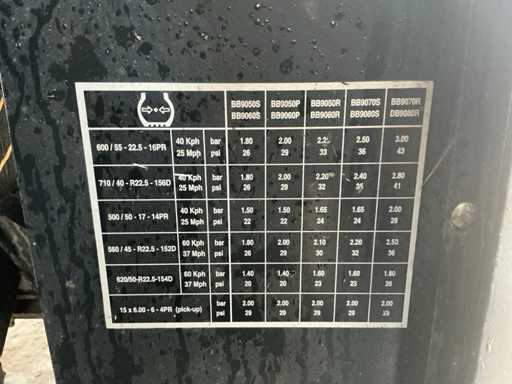 BB9050S BB9050P BB9050R BB9070S BB9070R
BB9060S BB9060P BB9060R BB9080S BB9080R
600 / 55 - 22.5 - 16PR 40 Kph bar 1.80 2.00 2.25 2.50 3.00
25 Mph psi 26 29 33 36 43
710 / 40 - R22.5 - 156D 40 Kph bar 1.80 2.00 2.20 2.40 2.80
25 Mph psi 26 29 32 35 41
500 / 50 - 17 - 14PR 40 Kph bar 1.50 1.50 1.65 1.65 2.00
25 Mph psi 22 22 24 24 29
560 / 45 - R22.5 - 152D 60 Kph bar 1.80 2.00 2.10 2.20 2.50
37 Mph psi 26 29 30 32 36
620/50-R22.5-154D 60 Kph bar 1.40 1.40 1.60 1.60 1.80
37 Mph psi 20 20 23 23 26
15 x 6.00 - 6 - 4PR (pick-up) bar 2.00 2.00 2.00 2.00 2.00
psi 29 29 29 29 29